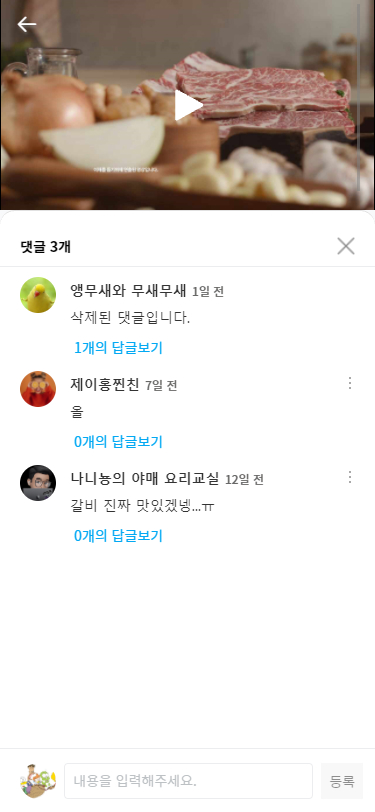 댓글 3개
앵무새와 무새무새 1일 전
삭제된 댓글입니다.
1개의 답글보기
제이홍찐친 7일 전
올
0개의 답글보기
나니뇽의 야매 요리교실 12일 전
갈비 진짜 맛있겠넹...ㅠ
0개의 답글보기
내용을 입력해주세요.
등록